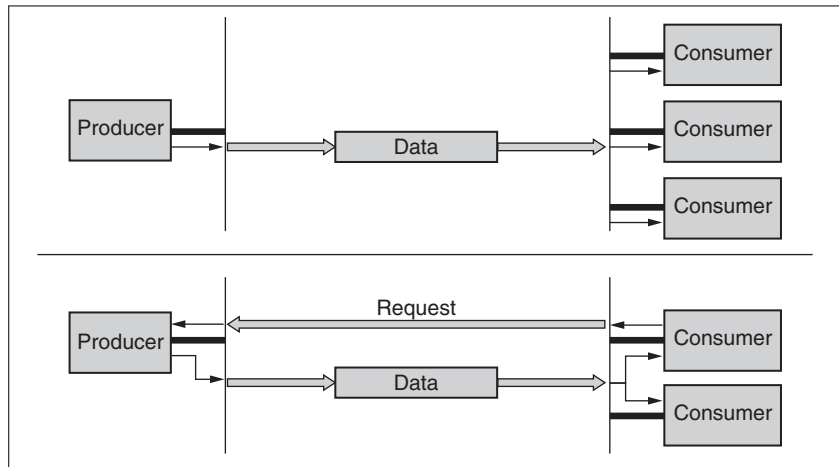 Consumer
Producer
Consumer
Data
Consumer
Request
Producer
Consumer
Data
Consumer